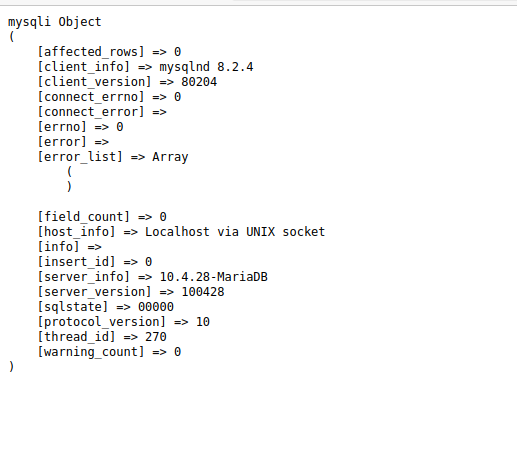 mysqli Object
(
    [affected_rows] => 0
    [client_info] => mysqlnd 8.2.4
    [client_version] => 80204
    [connect_errno] => 0
    [connect_error] =>
    [errno] => 0
    [error] =>
    [error_list] => Array
        (
        )

    [field_count] => 0
    [host_info] => Localhost via UNIX socket
    [info] =>
    [insert_id] => 0
    [server_info] => 10.4.28-MariaDB
    [server_version] => 100428
    [sqlstate] => 00000
    [protocol_version] => 10
    [thread_id] => 270
    [warning_count] => 0
)